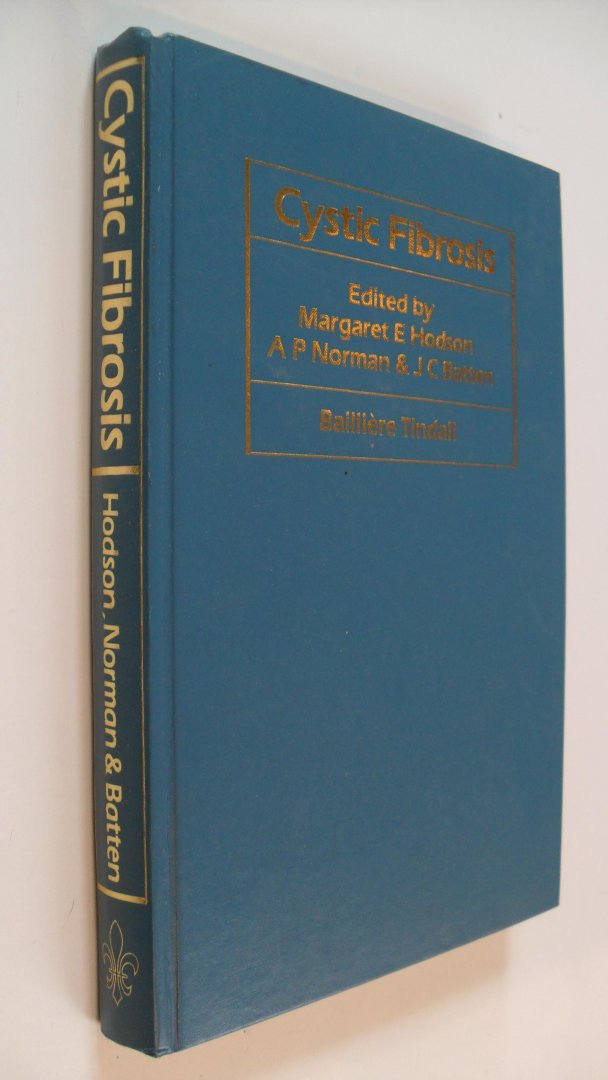 Cystic Fibrosis
Hodson, Norman & Batten
Cystic Fibrosis
Edited by
Margaret E Hodson
A P Norman & J C Batten
Baillière Tindall